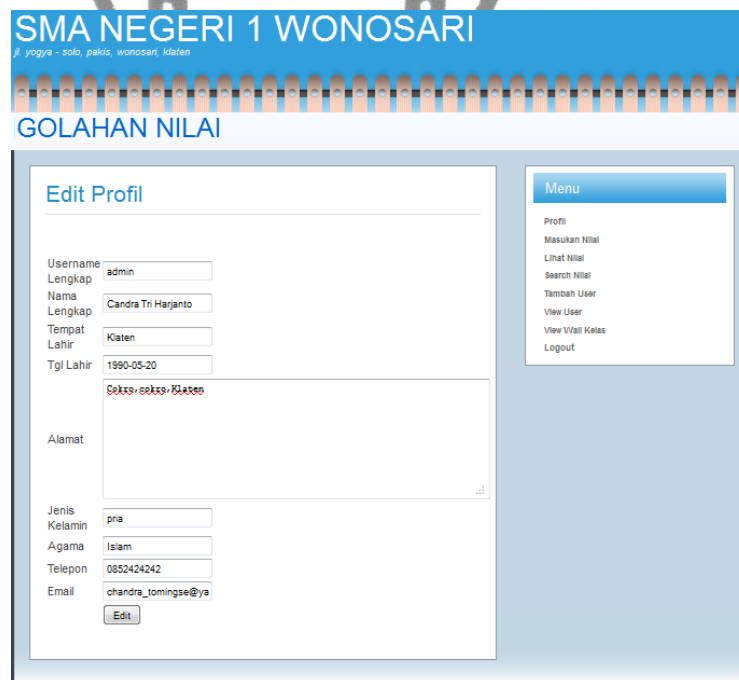 SMA NEGERI 1 WONOSARI
jl. yogya - solo, pakis, wonosari, klaten
GOLAHAN NILAI
Edit Profil
Username
Lengkap
admin
Nama
Lengkap
Candra Tri Harjanto
Tempat
Lahir
Klaten
Tgl Lahir
1990-05-20
Alamat
Cokro,cokro,Klaten
Jenis
Kelamin
pria
Agama
Islam
Telepon
0852424242
Email
chandra_tomingse@ya
Edit
Menu
Profil
Masukan Nilai
Lihat Nilai
Search Nilai
Tambah User
View User
View Wali Kelas
Logout